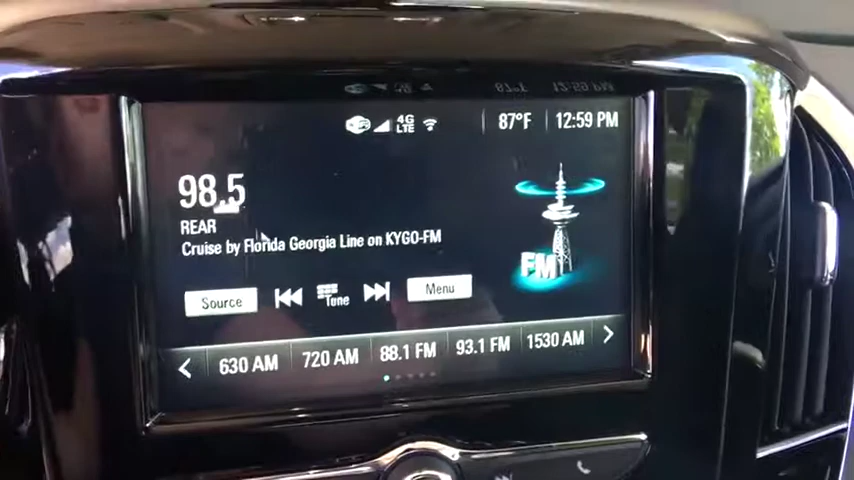 4G LTE 87°F 12:59 PM
98.5
REAR
Cruise by Florida Georgia Line on KYGO-FM
FM
Source Tone Menu
630 AM 720 AM 88.1 FM 93.1 FM 1530 AM